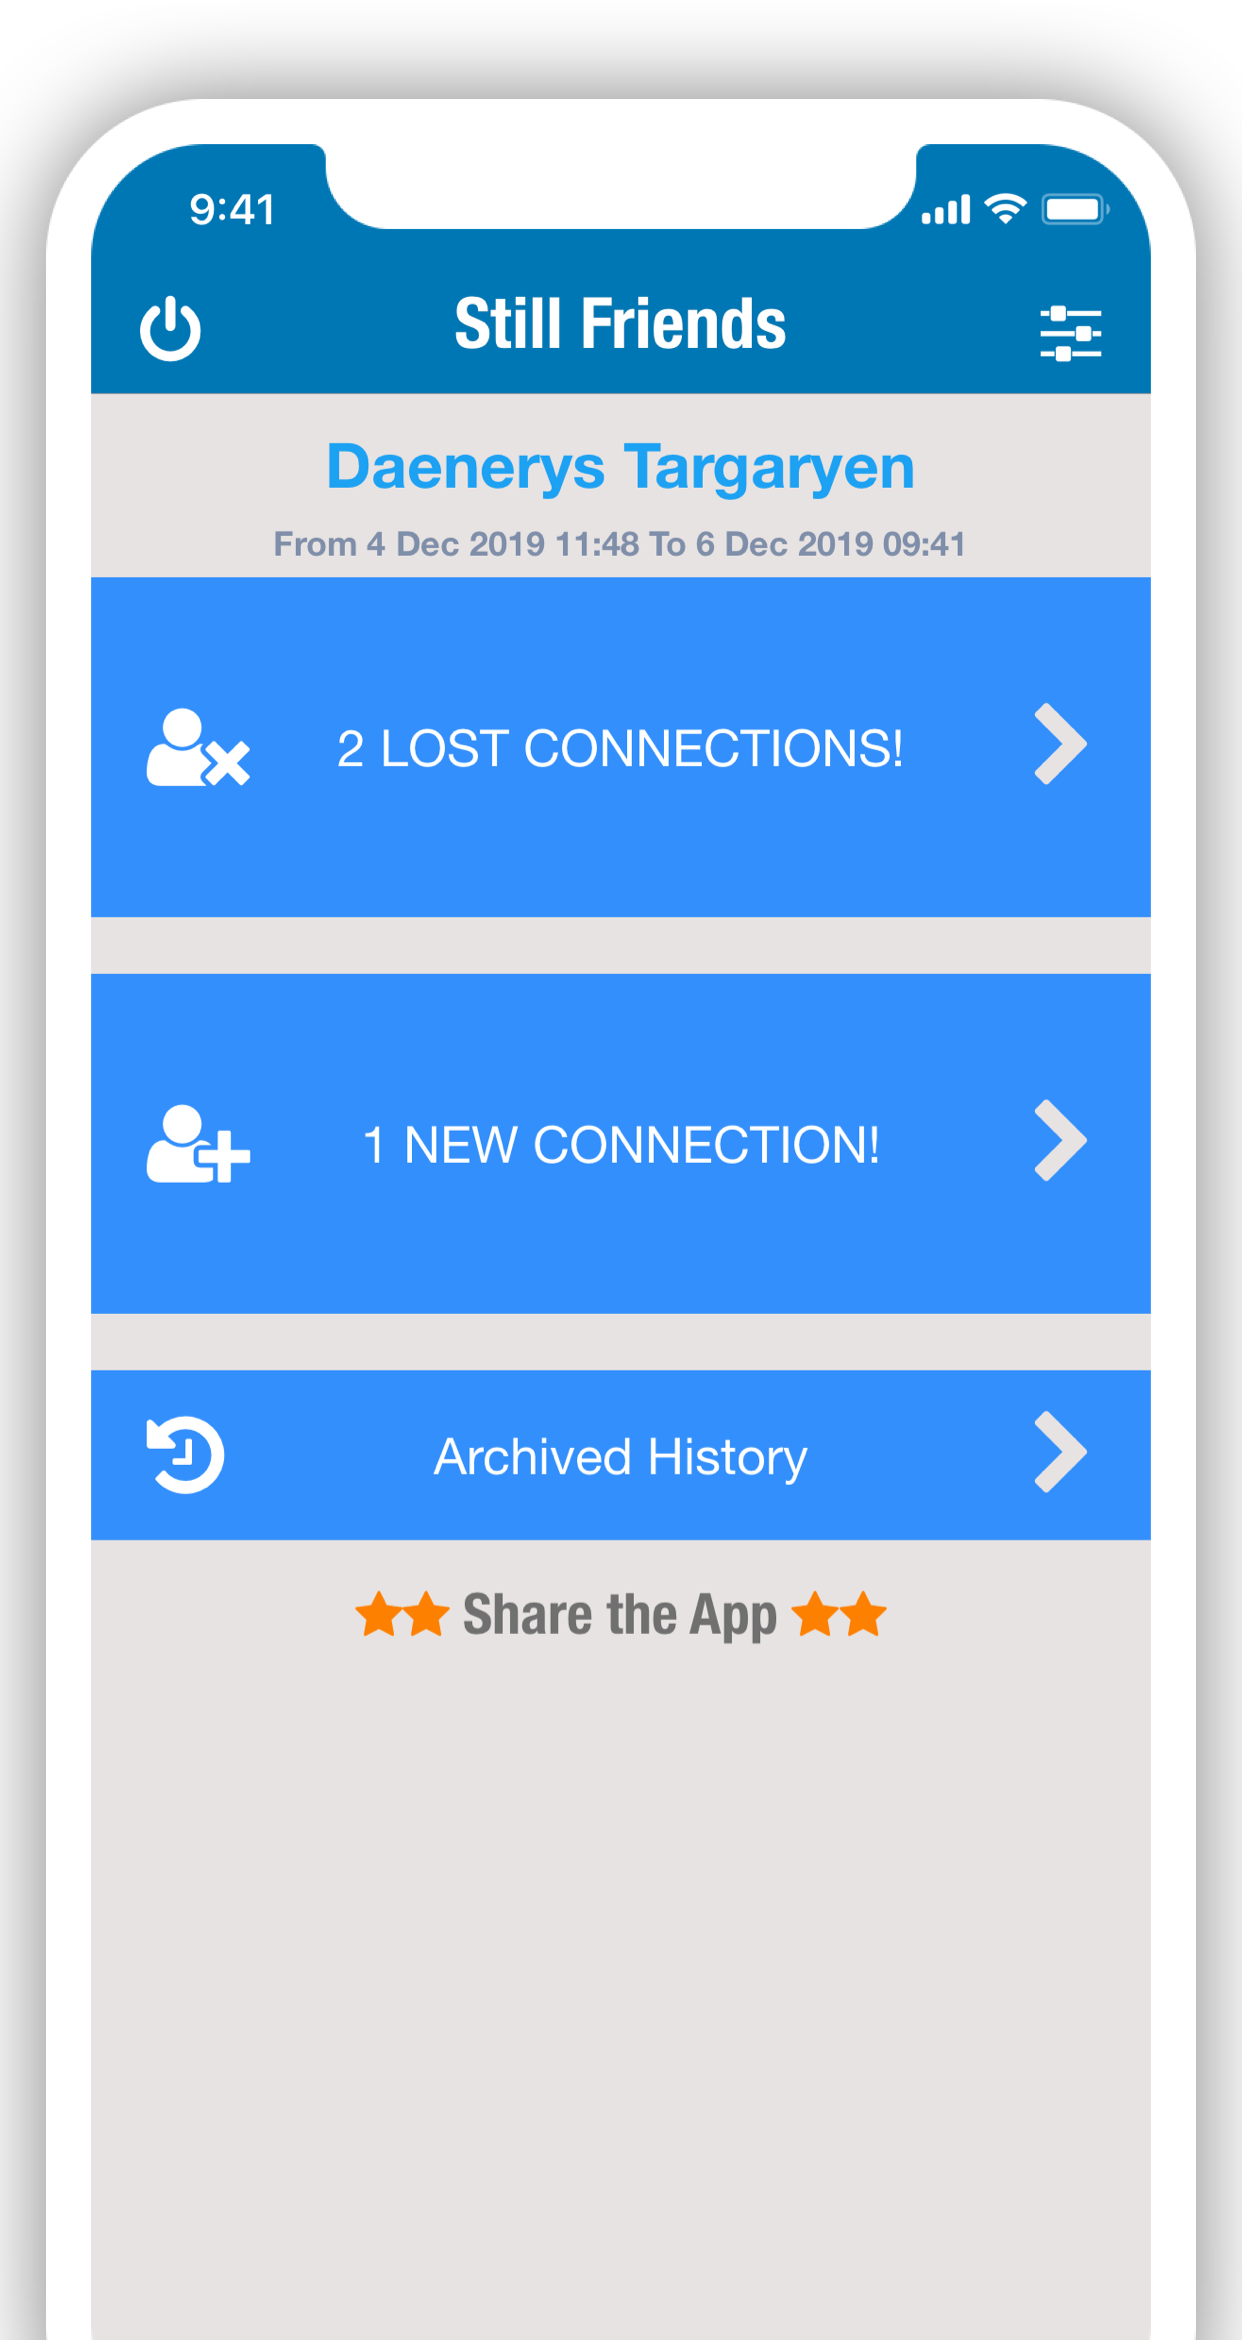 9:41
Still Friends
Daenerys Targaryen
From 4 Dec 2019 11:48 To 6 Dec 2019 09:41
2 LOST CONNECTIONS!
1 NEW CONNECTION!
Archived History
Share the App